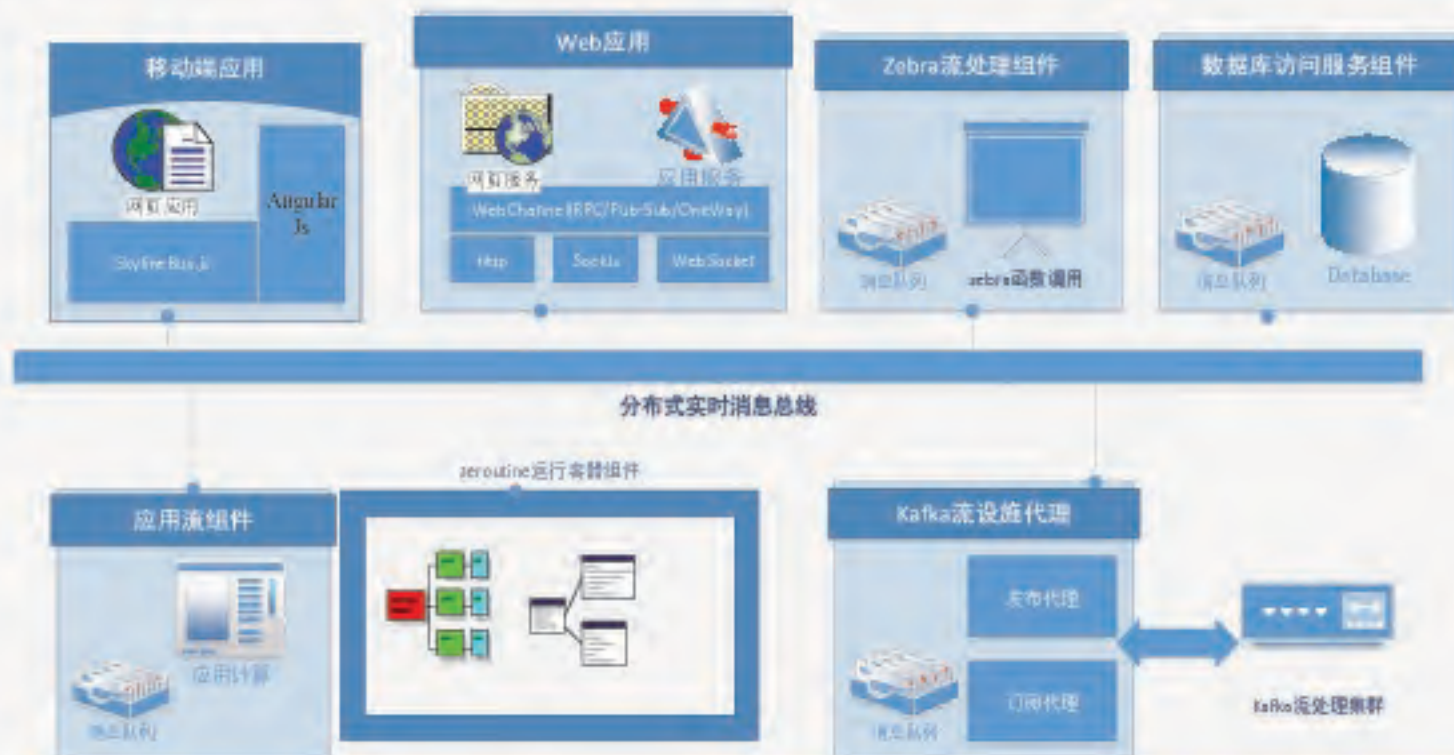 移动端应用
网页应用
Angular
Js
Skyline Bus.js
Web应用
网页服务
应用服务
WebChannel(RPC/Pub-Sub/OneWay)
Http
SockJs
WebSocket
Zebra流处理组件
消息队列
zebra函数调用
数据库访问服务组件
消息队列
Database
分布式实时消息总线
应用流组件
应用计算
消息队列
zeroutine运行容器组件
Kafka流设施代理
发布代理
订阅代理
消息队列
Kafka流处理集群